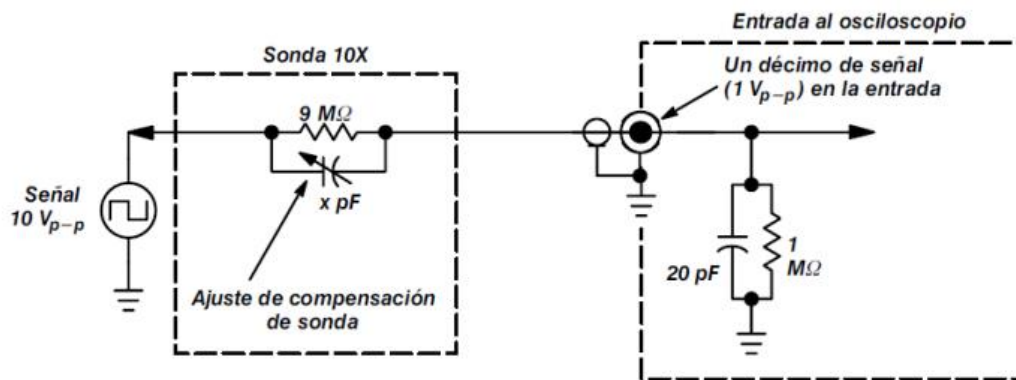 Entrada al osciloscopio
Sonda 10X
Un décimo de señal
(1 Vp–p) en la entrada
9 MΩ
Señal
10 Vp–p
x pF
20 pF
1
MΩ
Ajuste de compensación
de sonda